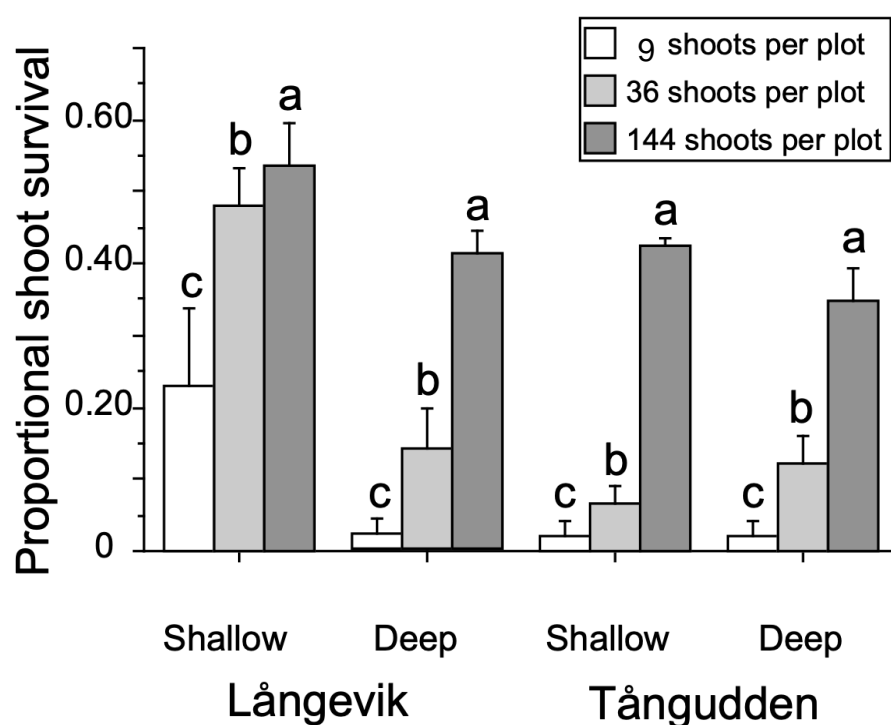 Proportional shoot survival
0.60
0.40
0.20
0
9 shoots per plot
36 shoots per plot
144 shoots per plot
c
b
a
c
b
a
c
b
a
c
b
a
Shallow
Deep
Shallow
Deep
Långevik
Tångudden